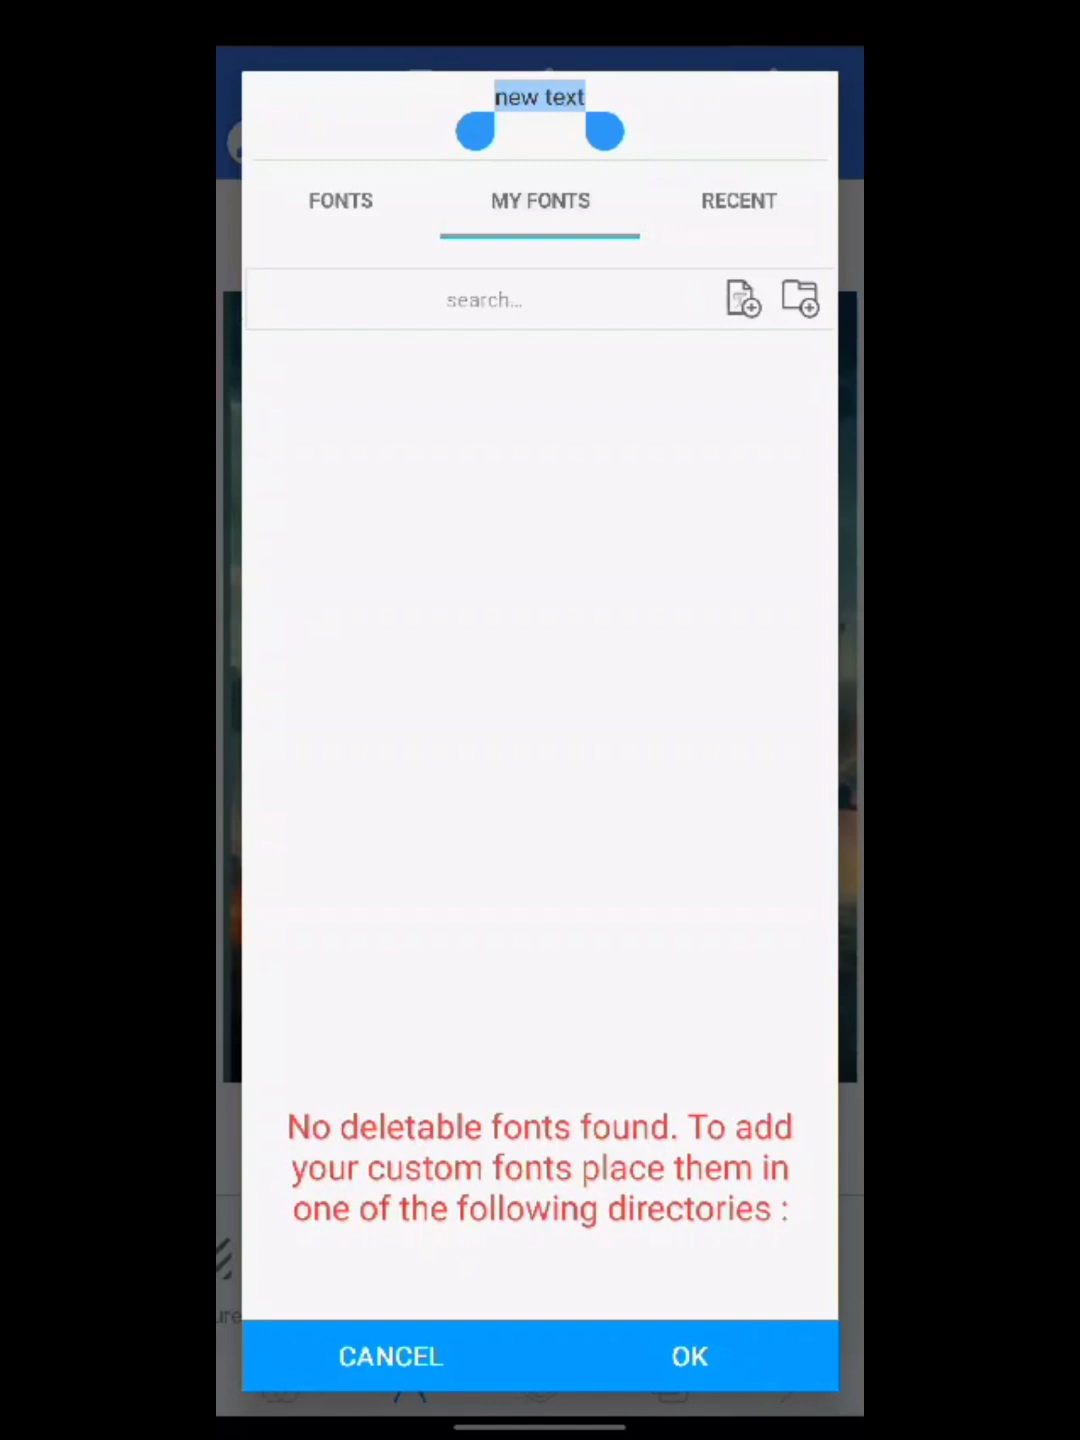 new text
FONTS MY FONTS RECENT
search...
No deletable fonts found. To add
your custom fonts place them in
one of the following directories :
ure
CANCEL OK